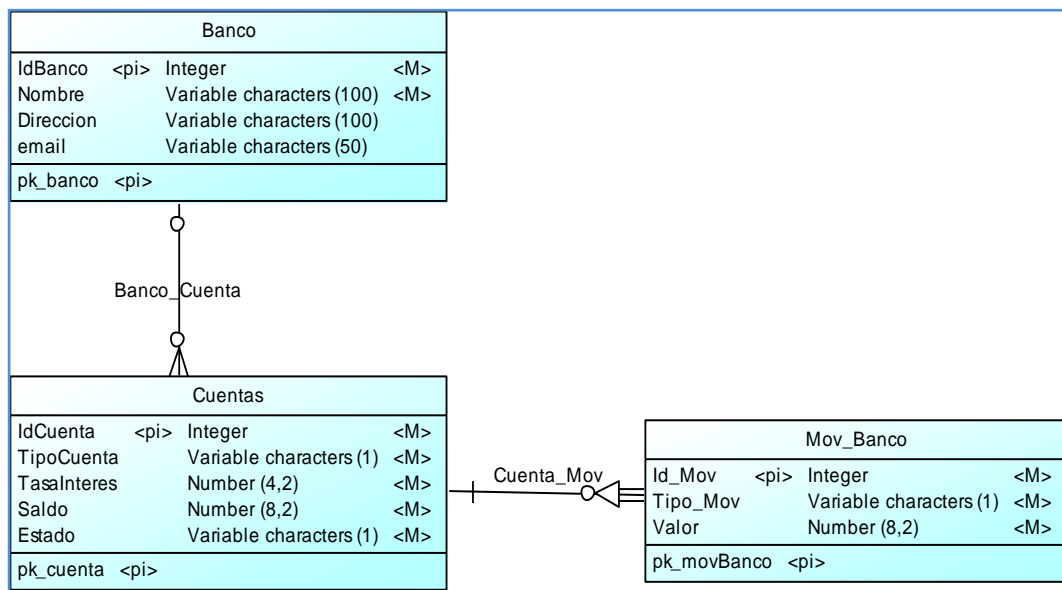 Banco
IdBanco <pi> Integer <M>
Nombre Variable characters (100) <M>
Direccion Variable characters (100)
email Variable characters (50)
pk_banco <pi>
Banco_Cuenta
Cuentas
IdCuenta <pi> Integer <M>
TipoCuenta Variable characters (1) <M>
TasaInteres Number (4,2) <M>
Saldo Number (8,2) <M>
Estado Variable characters (1) <M>
pk_cuenta <pi>
Cuenta_Mov
Mov_Banco
Id_Mov <pi> Integer <M>
Tipo_Mov Variable characters (1) <M>
Valor Number (8,2) <M>
pk_movBanco <pi>